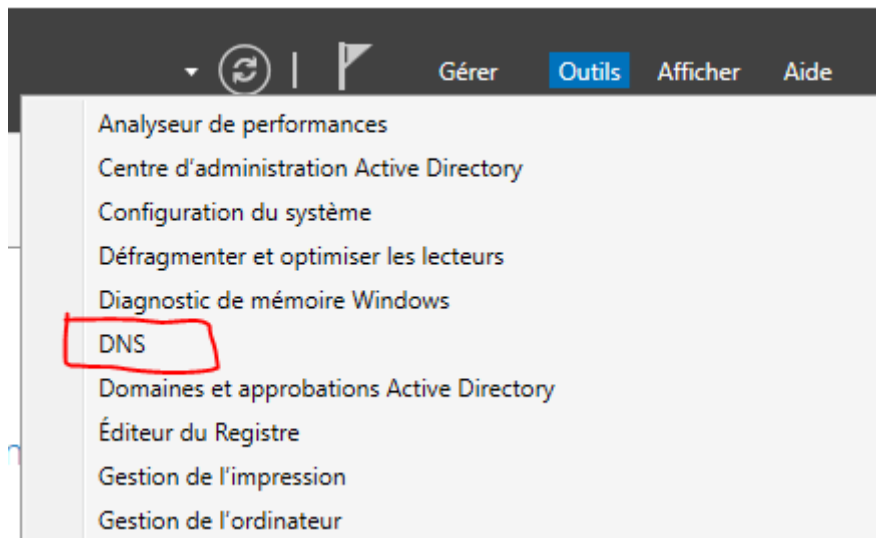 Gérer Outils Afficher Aide
Analyseur de performances
Centre d'administration Active Directory
Configuration du système
Défragmenter et optimiser les lecteurs
Diagnostic de mémoire Windows
DNS
Domaines et approbations Active Directory
Éditeur du Registre
Gestion de l'impression
Gestion de l'ordinateur